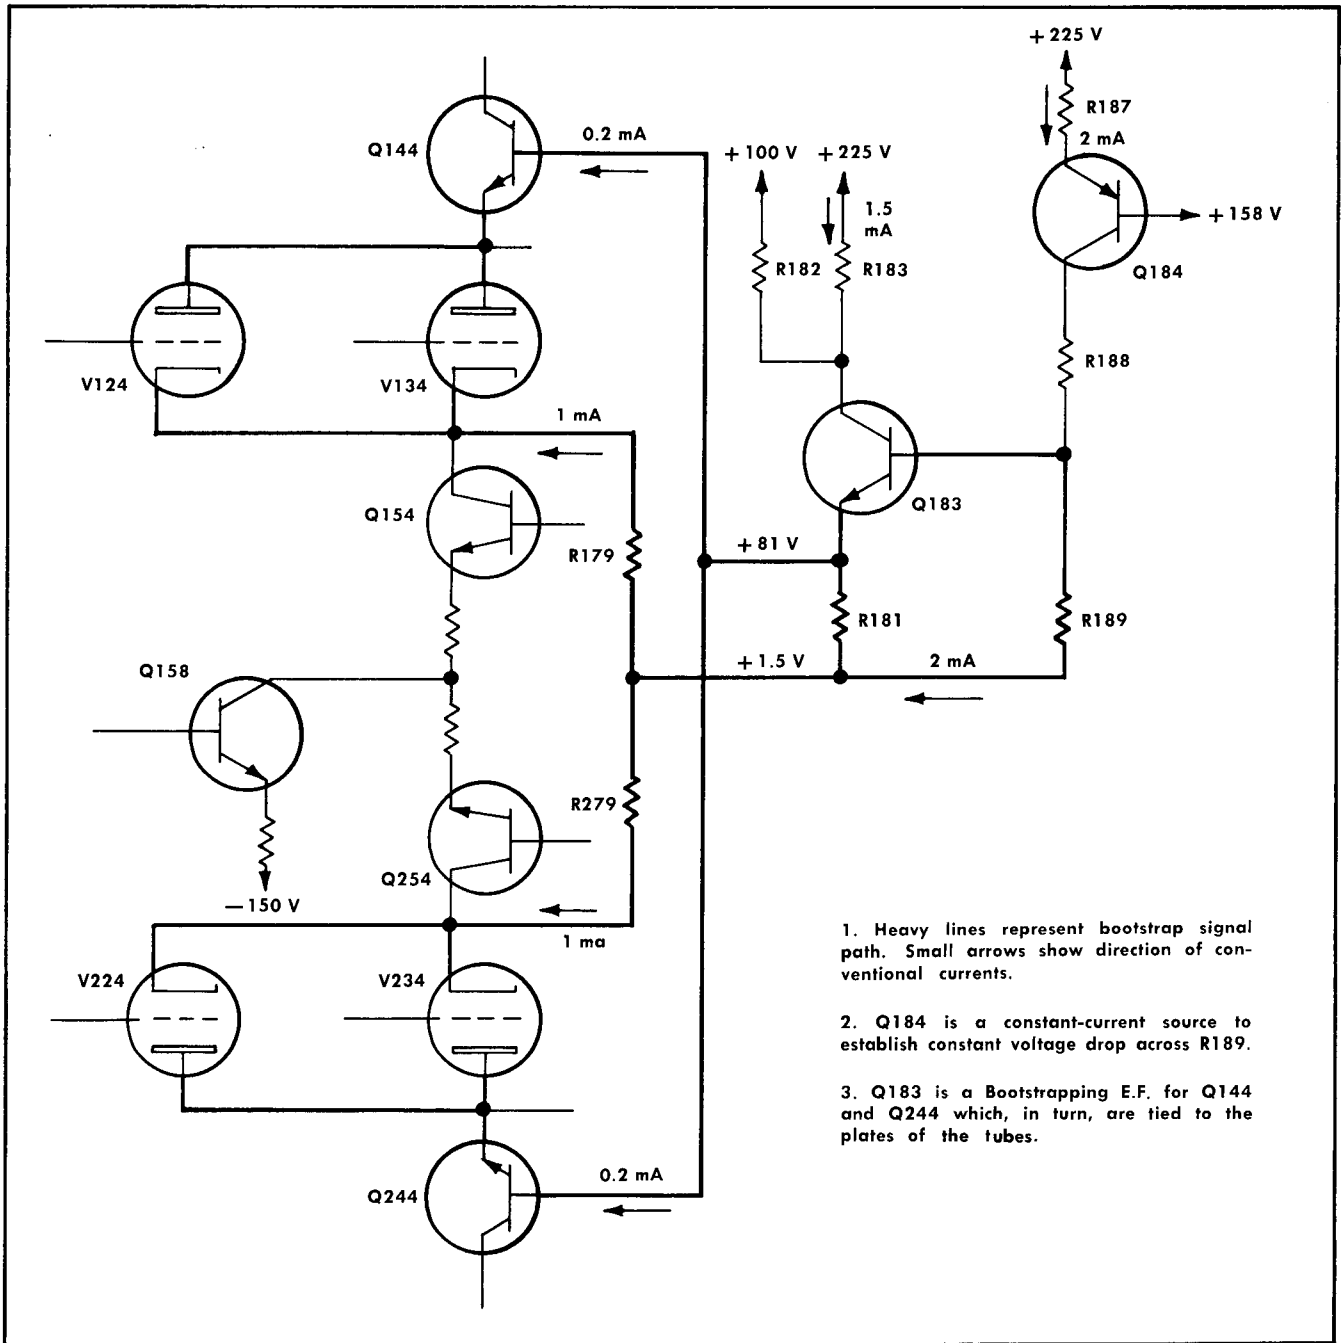 + 225 V
R187
2 mA
Q144
0.2 mA
+ 100 V
+ 225 V
1.5
mA
+ 158 V
R182
R183
Q184
V124
V134
R188
1 mA
Q154
R179
Q183
+ 81 V
R181
R189
Q158
+ 1.5 V
2 mA
R279
Q254
— 150 V
1 ma
V224
V234
Q244
0.2 mA
1. Heavy lines represent bootstrap signal
path. Small arrows show direction of con-
ventional currents.
2. Q184 is a constant-current source to
establish constant voltage drop across R189.
3. Q183 is a Bootstrapping E.F. for Q144
and Q244 which, in turn, are tied to the
plates of the tubes.